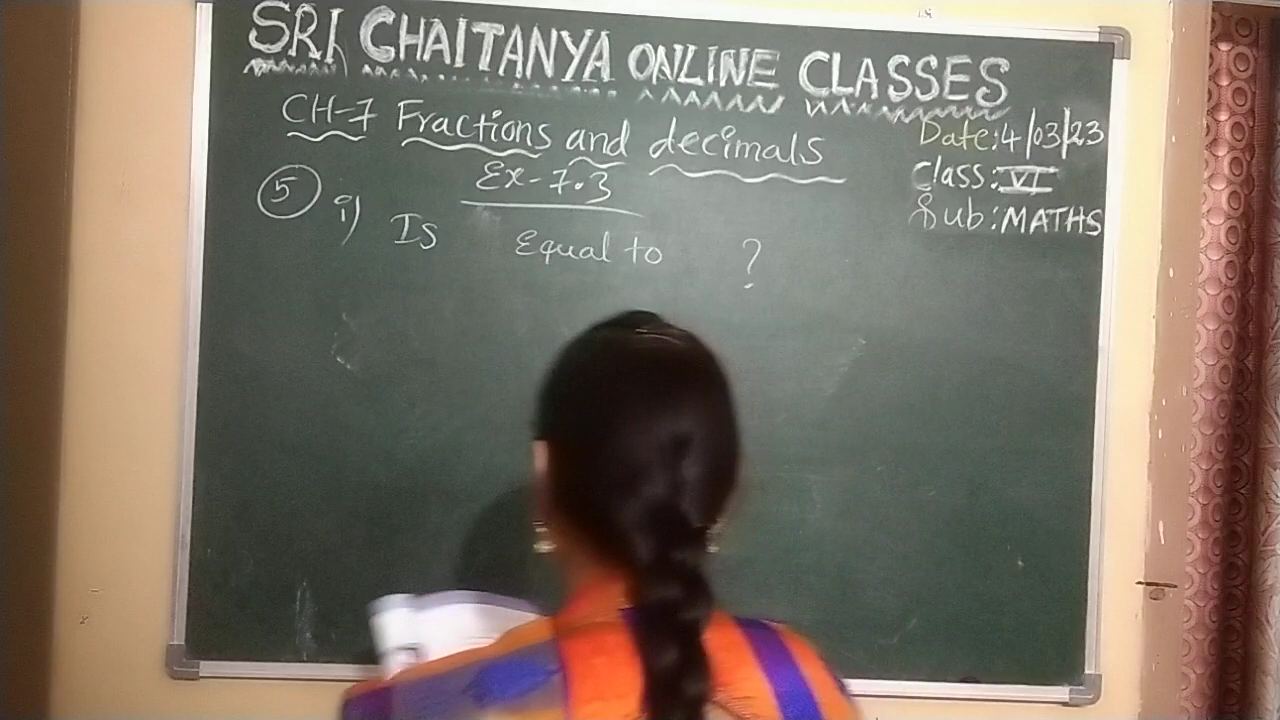 SRI CHAITANYA ONLINE CLASSES
CH-7 Fractions and decimals
Date: 4/03/23
Class: VI
Sub: MATHS
Ex-7.3
5 i) Is Equal to ?